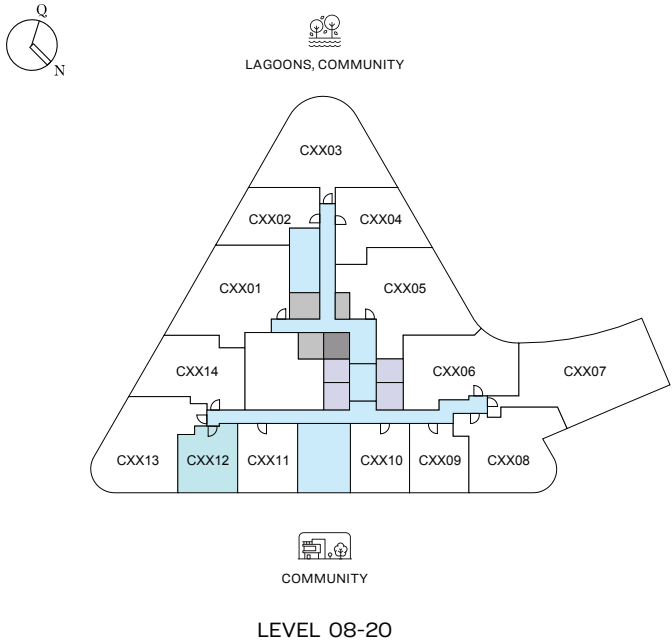 Q
N
LAGOONS, COMMUNITY
CXX03
CXX02
CXX04
CXX01
CXX05
CXX14
CXX06
CXX07
CXX13
CXX12
CXX11
CXX10
CXX09
CXX08
COMMUNITY
LEVEL 08-20